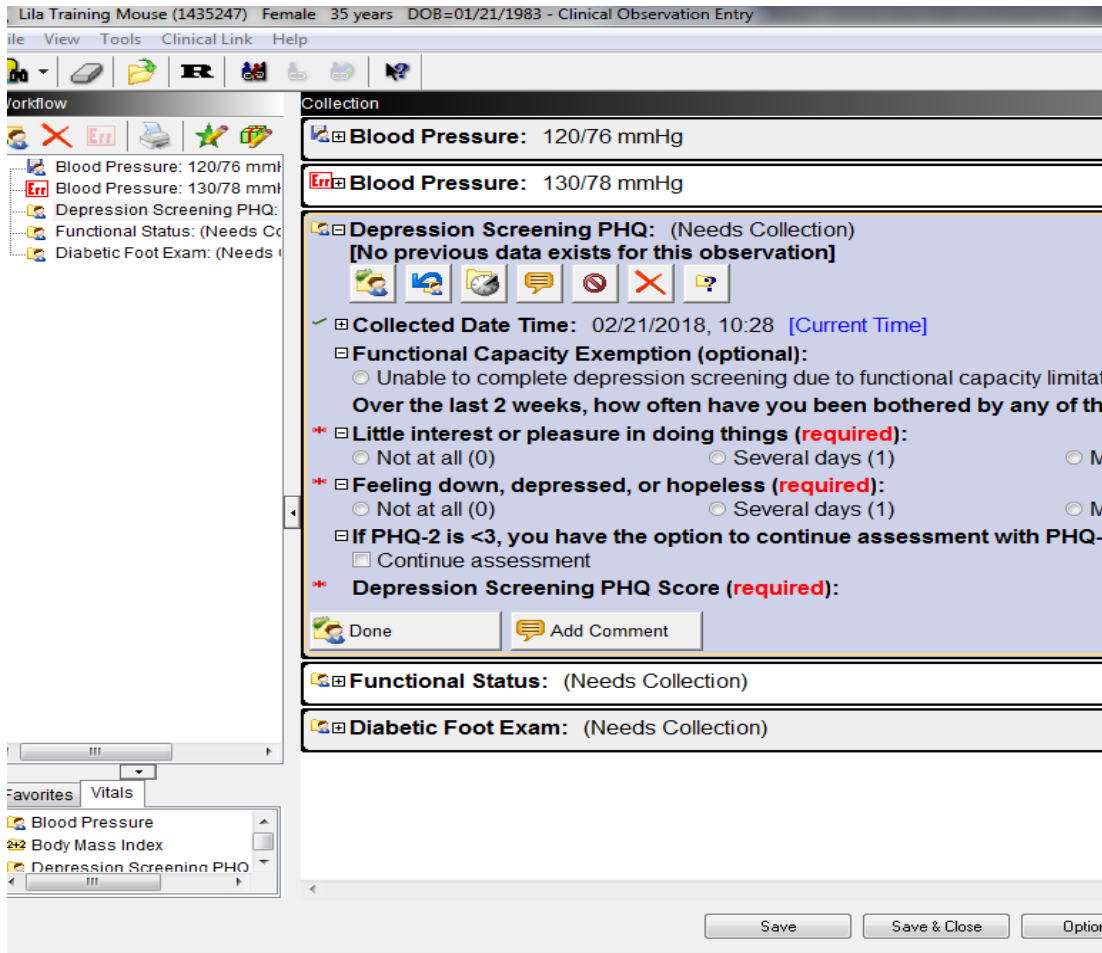 Lila Training Mouse (1435247) Female 35 years DOB=01/21/1983 - Clinical Observation Entry
ile View Tools Clinical Link Help
R
Workflow
Err
Blood Pressure: 120/76 mmH
Err Blood Pressure: 130/78 mmH
Depression Screening PHQ:
Functional Status: (Needs Co
Diabetic Foot Exam: (Needs
Collection
Blood Pressure: 120/76 mmHg
Err Blood Pressure: 130/78 mmHg
Depression Screening PHQ: (Needs Collection)
[No previous data exists for this observation]
Collected Date Time: 02/21/2018, 10:28 [Current Time]
Functional Capacity Exemption (optional):
Unable to complete depression screening due to functional capacity limitat
Over the last 2 weeks, how often have you been bothered by any of th
* Little interest or pleasure in doing things (required):
Not at all (0) Several days (1) M
* Feeling down, depressed, or hopeless (required):
Not at all (0) Several days (1) M
If PHQ-2 is <3, you have the option to continue assessment with PHQ-
Continue assessment
* Depression Screening PHQ Score (required):
Done Add Comment
Functional Status: (Needs Collection)
Diabetic Foot Exam: (Needs Collection)
Favorites Vitals
Blood Pressure
2+2 Body Mass Index
Depression Screening PHQ
Save Save & Close Option